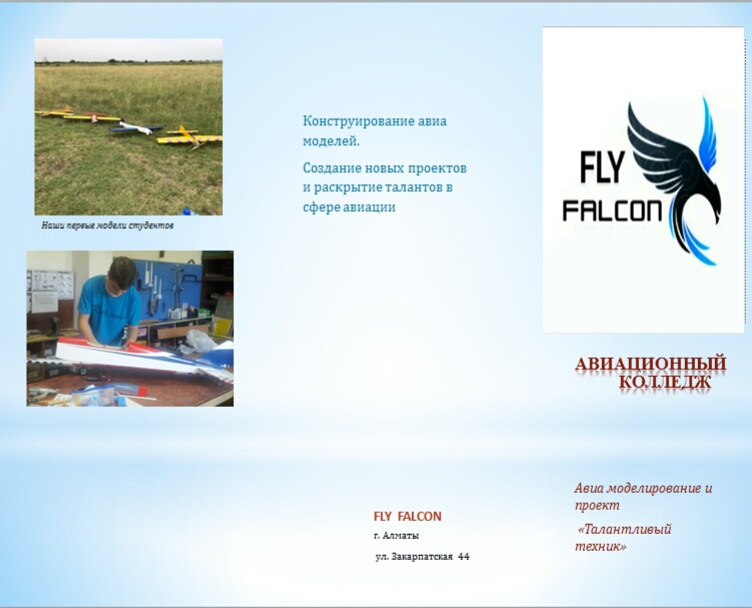 Наши первые модели студентов
Конструирование авиа
моделей.
Создание новых проектов
и раскрытие талантов в
сфере авиации
FLY FALCON
г. Алматы
ул. Закарпатская 44
FLY
FALCON
АВИАЦИОННЫЙ
КОЛЛЕДЖ
Авиа моделирование и
проект
«Талантливый
техник»